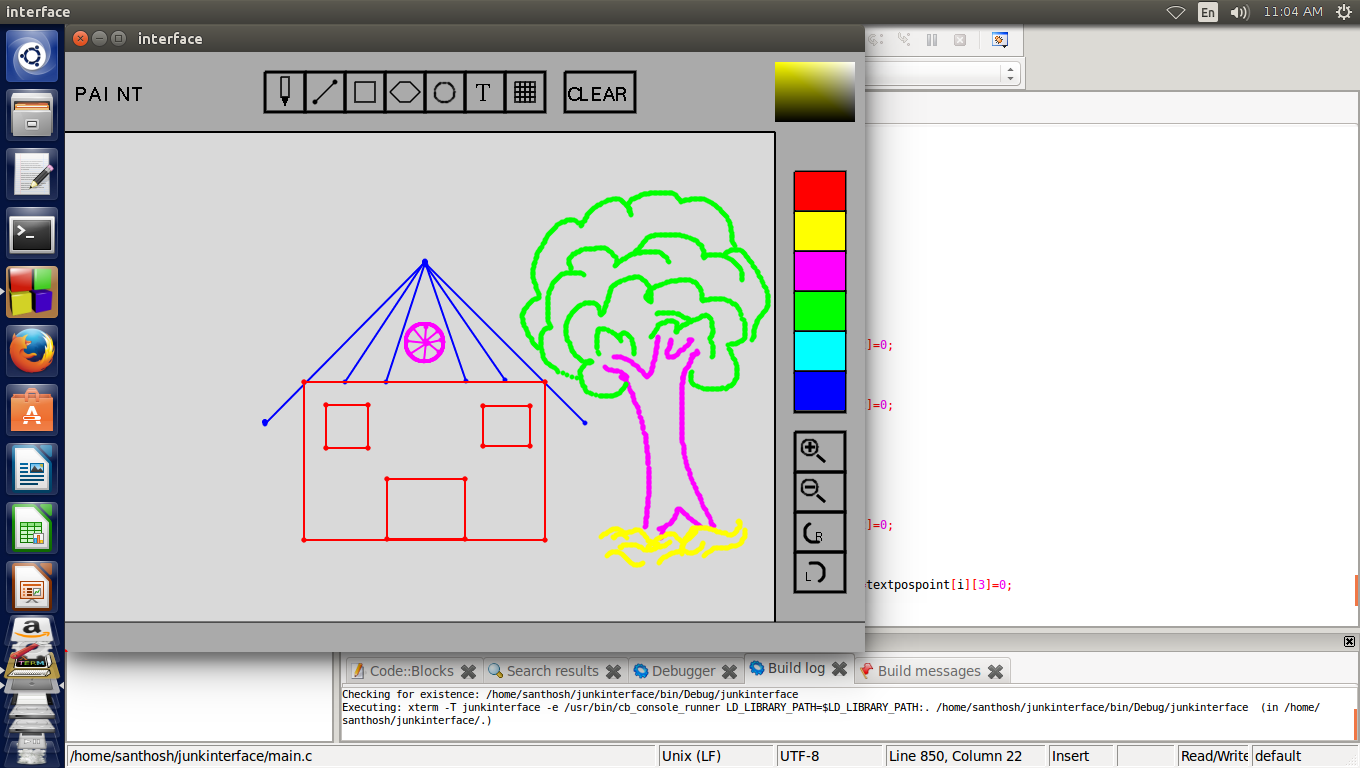 interface
En
11:04 AM
interface
PAINT
T
CLEAR
]=0;
]=0;
R
]=0;
L
textpospoint[i][3]=0;
TERM
Code::Blocks
Search results
Debugger
Build log
Build messages
Checking for existence: /home/santhosh/junkinterface/bin/Debug/junkinterface
Executing: xterm -T junkinterface -e /usr/bin/cb_console_runner LD_LIBRARY_PATH=$LD_LIBRARY_PATH:. /home/santhosh/junkinterface/bin/Debug/junkinterface  (in /home/
santhosh/junkinterface/.)
/home/santhosh/junkinterface/main.c
Unix (LF)
UTF-8
Line 850, Column 22
Insert
Read/Write
default